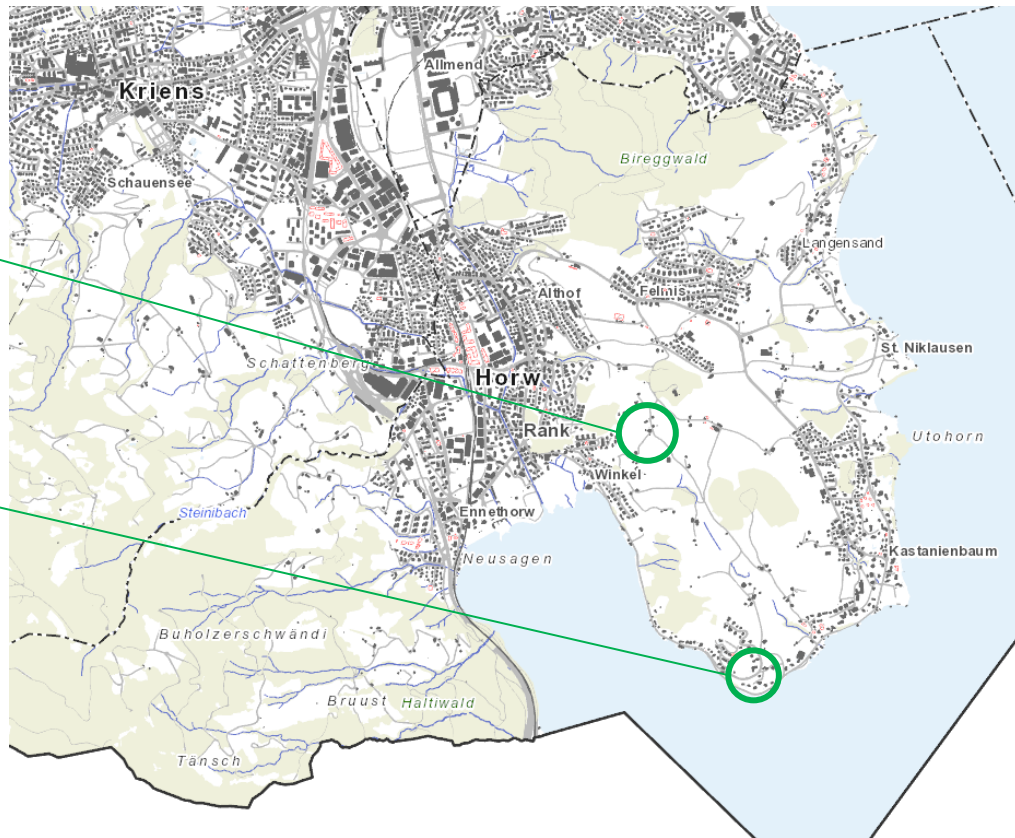 Allmend
Kriens
Bireggwald
Schauensee
Langensand
Althof
Felmis
St. Niklausen
Schattenberg
Horw
Rank
Utohorn
Winkel
Steinibach
Ennethorw
Neusagen
Kastanienbaum
Buholzerschwändi
Bruust
Haltiwald
Tänsch